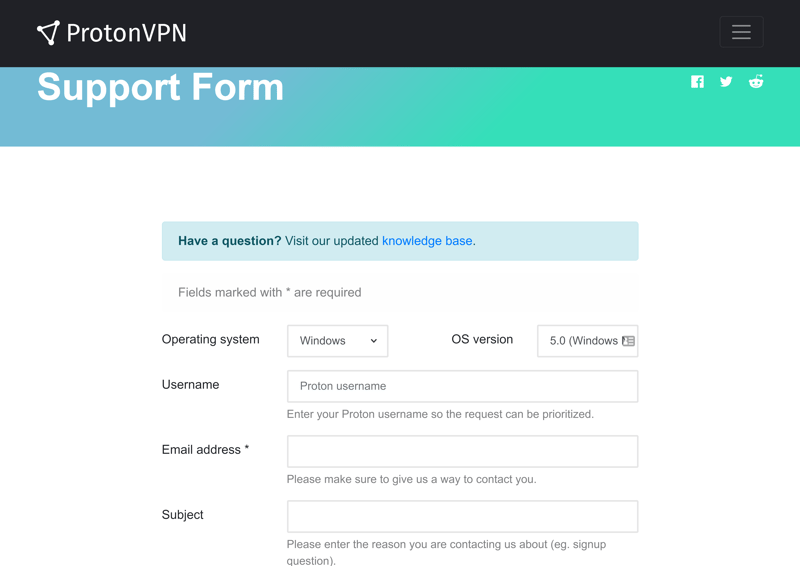 ProtonVPN
Support Form
Have a question? Visit our updated knowledge base.
Fields marked with * are required
Operating system
Windows
OS version
5.0 (Windows
Username
Proton username
Enter your Proton username so the request can be prioritized.
Email address *
Please make sure to give us a way to contact you.
Subject
Please enter the reason you are contacting us about (eg. signup
question).